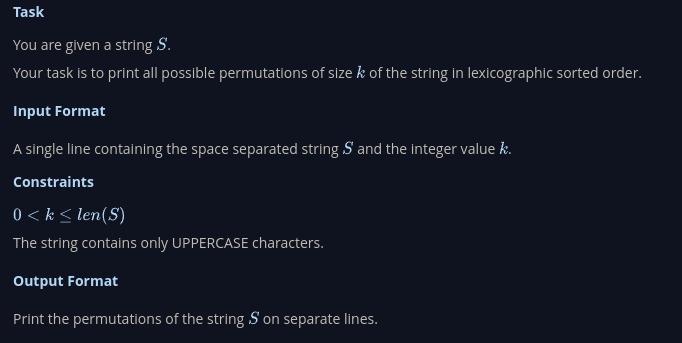 Task
You are given a string S.
Your task is to print all possible permutations of size k of the string in lexicographic sorted order.
Input Format
A single line containing the space separated string S and the integer value k.
Constraints
0 < k ≤ len(S)
The string contains only UPPERCASE characters.
Output Format
Print the permutations of the string S on separate lines.